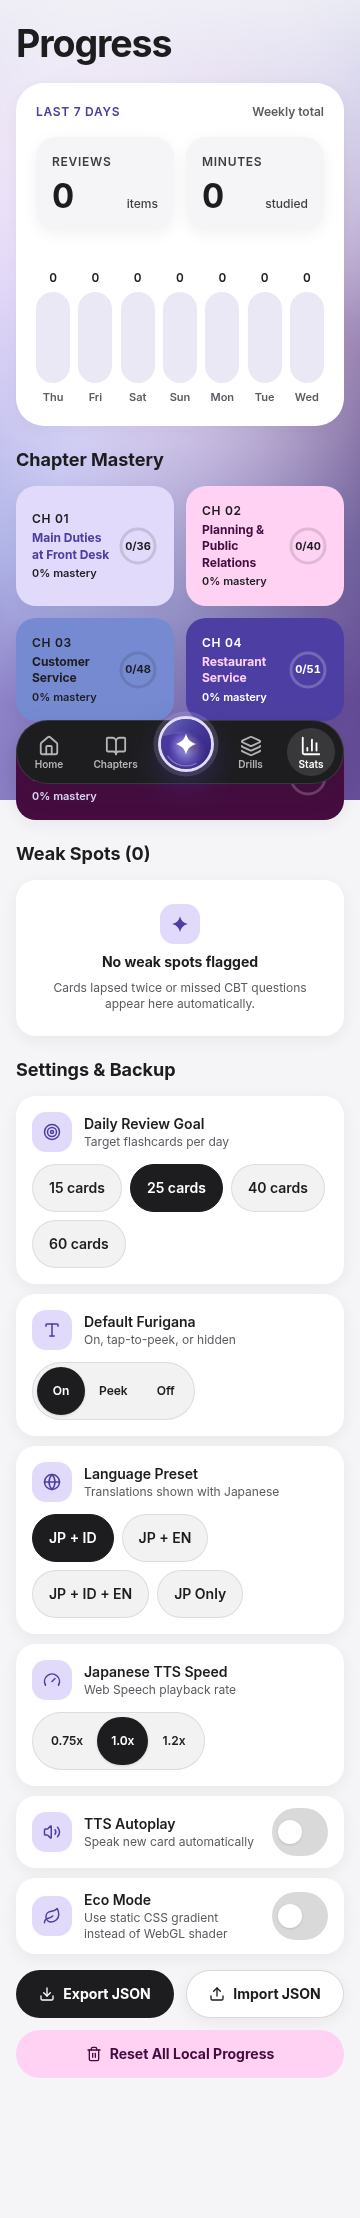 Progress
LAST 7 DAYS
Weekly total
REVIEWS
0 items
MINUTES
0 studied
0 0 0 0 0 0 0
Thu Fri Sat Sun Mon Tue Wed
Chapter Mastery
CH 01
Main Duties
at Front Desk
0% mastery
0/36
CH 02
Planning &
Public
Relations
0% mastery
0/40
CH 03
Customer
Service
0% mastery
0/48
CH 04
Restaurant
Service
0% mastery
0/51
Home Chapters Drills Stats
0% mastery
Weak Spots (0)
No weak spots flagged
Cards lapsed twice or missed CBT questions
appear here automatically.
Settings & Backup
Daily Review Goal
Target flashcards per day
15 cards 25 cards 40 cards
60 cards
Default Furigana
On, tap-to-peek, or hidden
On Peek Off
Language Preset
Translations shown with Japanese
JP + ID JP + EN
JP + ID + EN JP Only
Japanese TTS Speed
Web Speech playback rate
0.75x 1.0x 1.2x
TTS Autoplay
Speak new card automatically
Eco Mode
Use static CSS gradient
instead of WebGL shader
Export JSON Import JSON
Reset All Local Progress